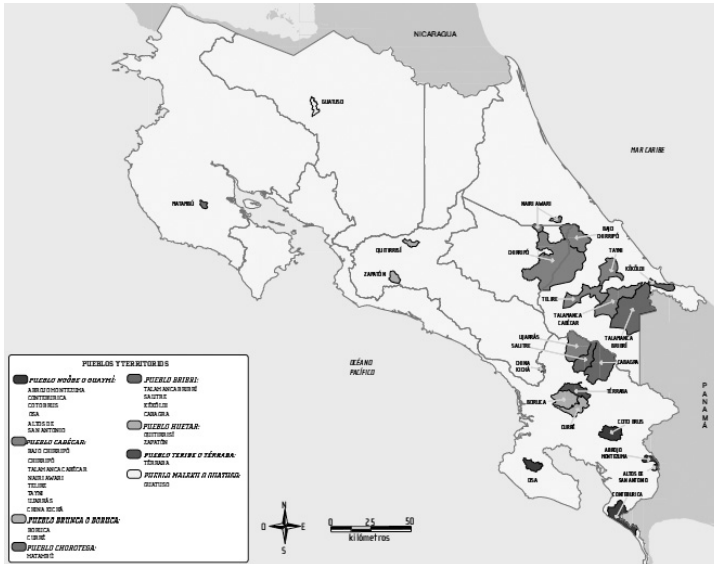 NICARAGUA
GUATUSO
MAR CARIBE
MATAMBÚ
NAIRI AWARI
BAJO
CHIRRIPÓ
QUITIRRISÍ
CHIRRIPÓ
TAYNI
KÉKÖLDI
ZAPATÓN
TELIRE
TALAMANCA
CABÉCAR
TALAMANCA
BRIBRÍ
UJARRÁS
SALITRE
CHINA
KICHÁ
CABAGRA
OCÉANO
PACÍFICO
TÉRRABA
BORUCA
CURRÉ
COTO BRUS
ABROJO
MONTEZUMA
OSA
ALTOS DE
SAN ANTONIO
CONTEBURICA
PANAMÁ
PUEBLOS Y TERRITORIOS
PUEBLO NGÖBE O GUAYMÍ:
ABROJO MONTEZUMA
CONTEBURICA
COTO BRUS
OSA
ALTOS DE
SAN ANTONIO
PUEBLO CABÉCAR:
BAJO CHIRRIPÓ
CHIRRIPÓ
TALAMANCA CABÉCAR
NAIRI AWARI
TELIRE
TAYNI
UJARRÁS
CHINA KICHÁ
PUEBLO BRUNCA O BORUCA:
BORUCA
CURRÉ
PUEBLO CHOROTEGA:
MATAMBÚ
PUEBLO BRIBRI:
TALAMANCA BRIBRÍ
SALITRE
KÉKÖLDI
CABAGRA
PUEBLO HUETAR:
QUITIRRISÍ
ZAPATÓN
PUEBLO TERIBE O TÉRRABA:
TÉRRABA
PUEBLO MALEKU O GUATUSO:
GUATUSO
N
O E
S
0 25 50
kilómetros